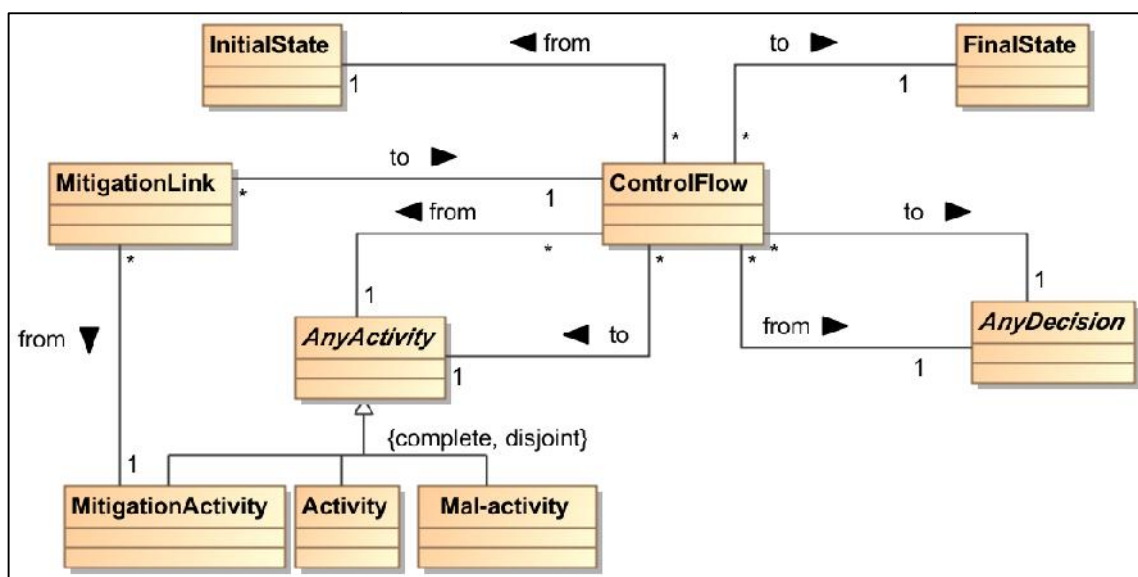 InitialState
◄ from
to ►
FinalState
1
1
*
*
MitigationLink
to ►
ControlFlow
*
1
◄ from
to ►
*
*
*
*
*
1
1
from ▼
AnyActivity
◄ to
from ►
AnyDecision
1
1
{complete, disjoint}
1
MitigationActivity
Activity
Mal-activity